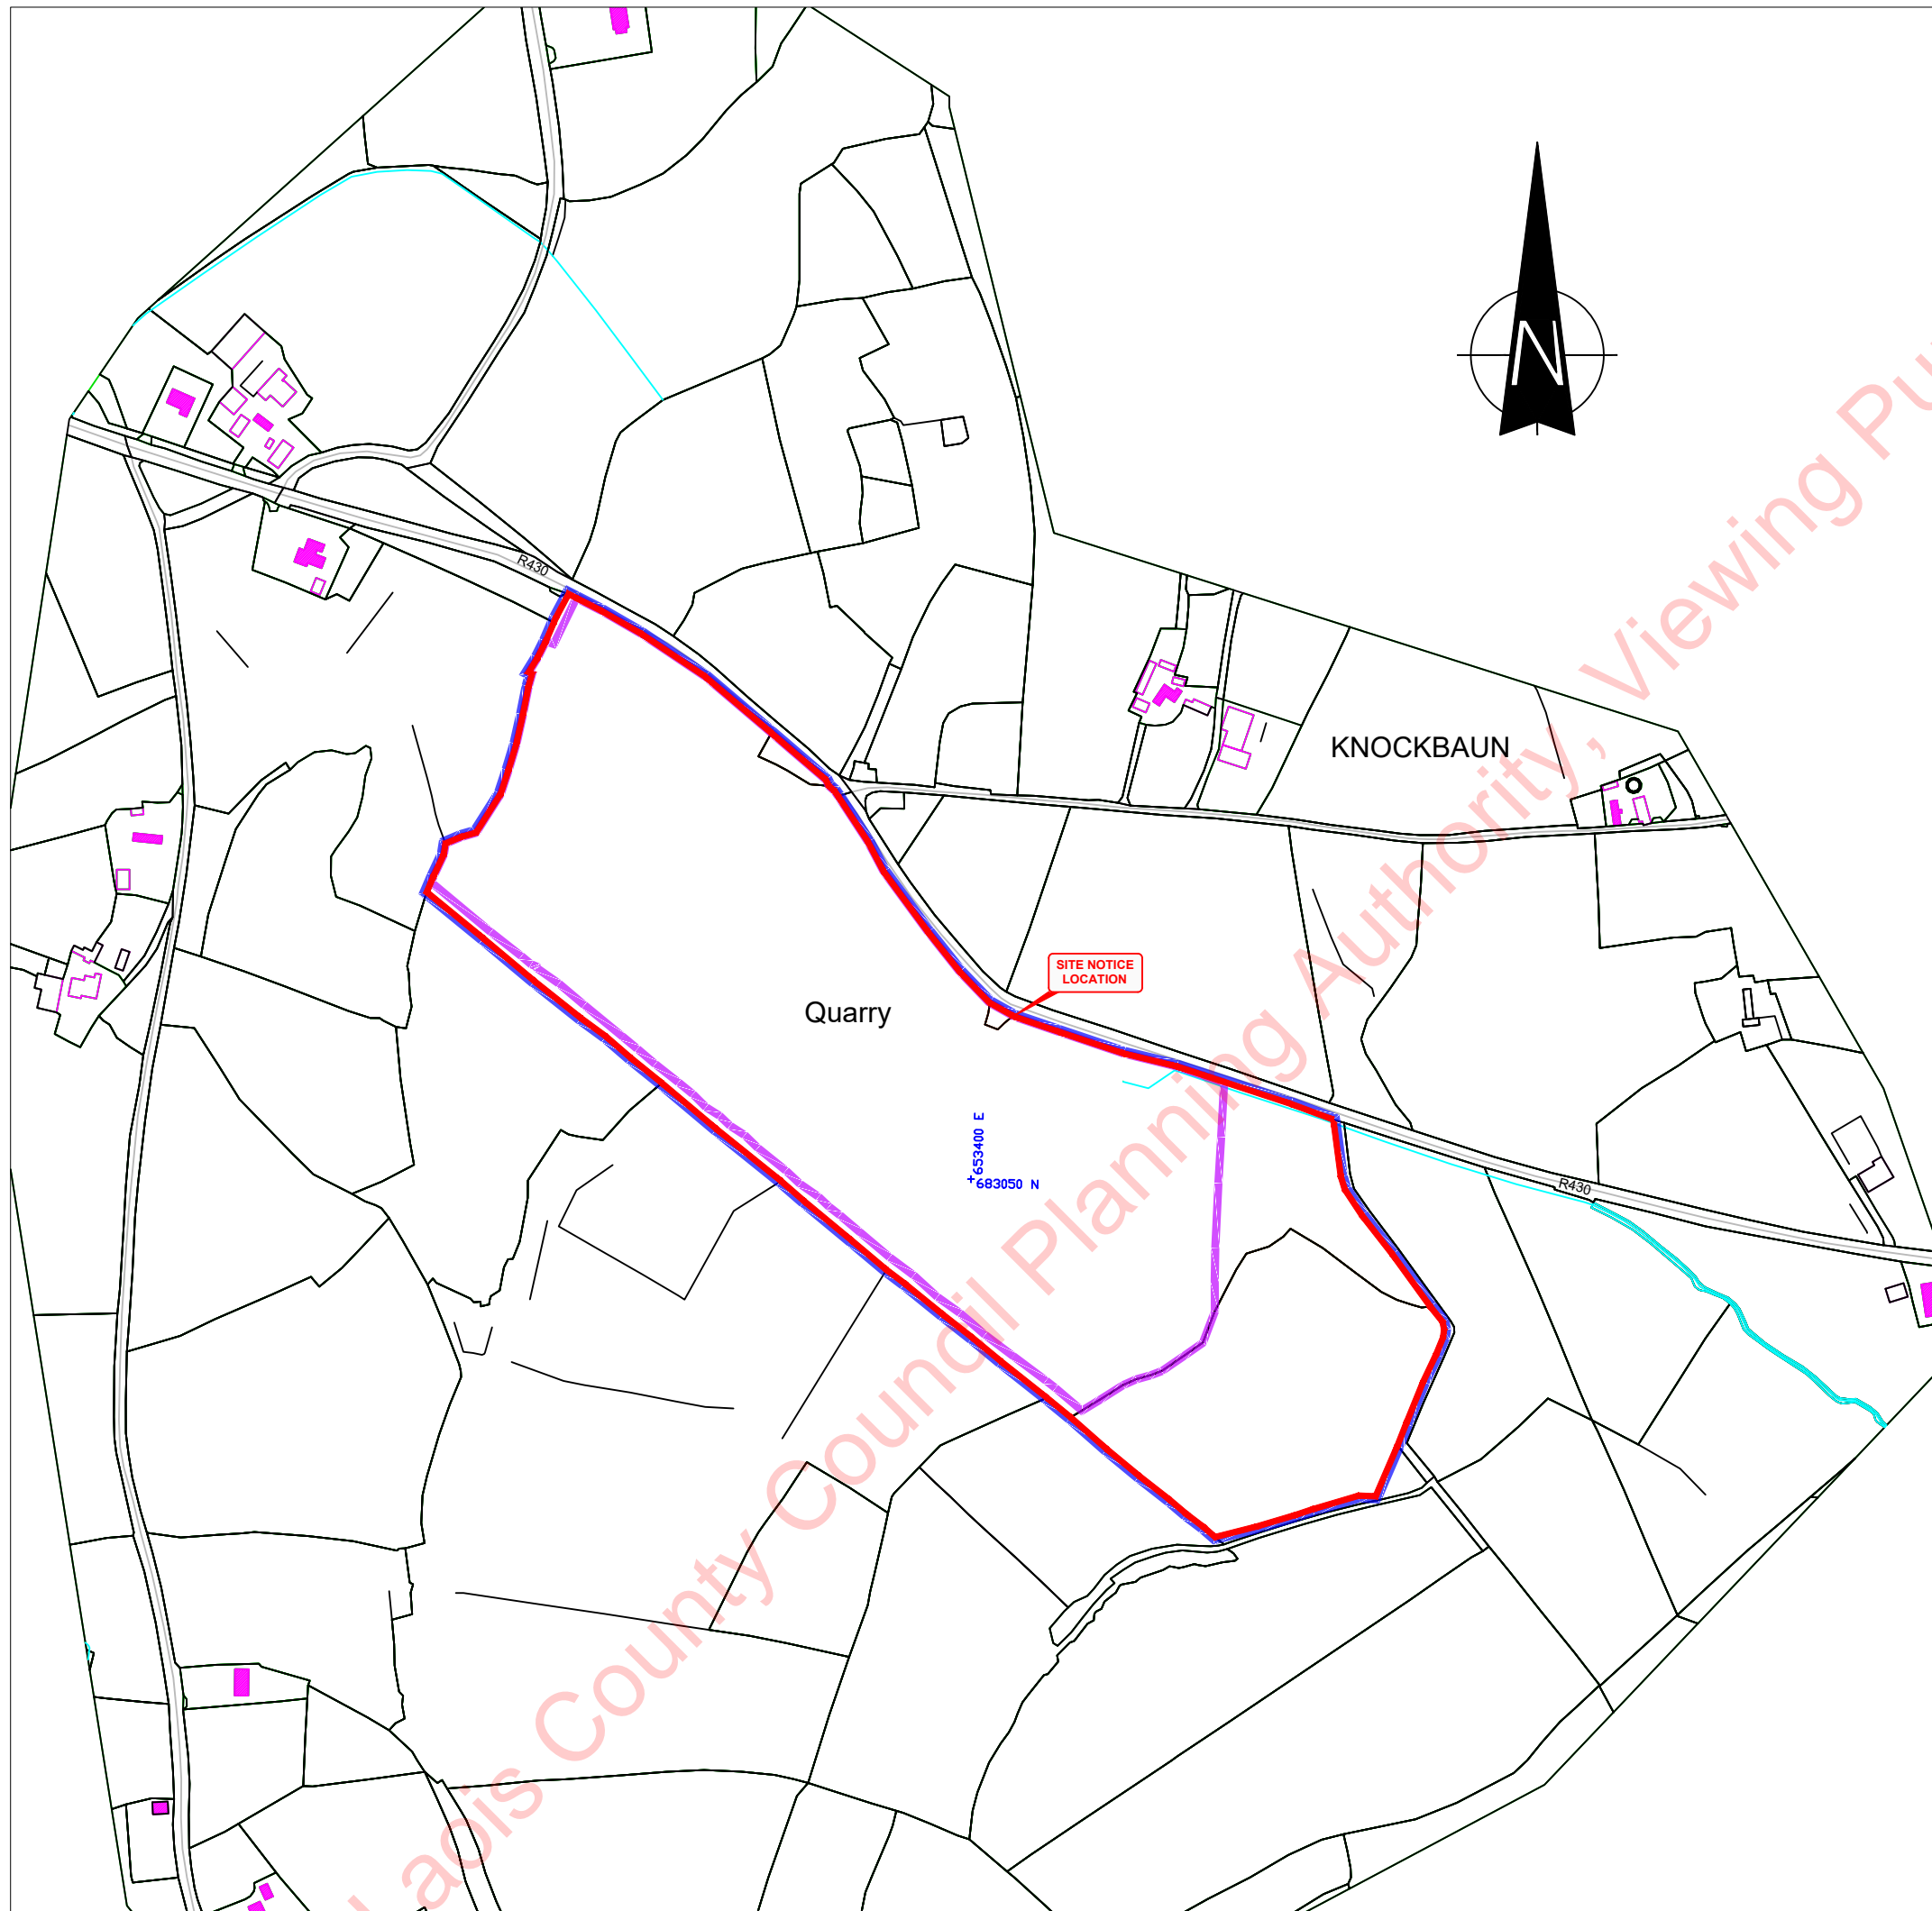 N
R430
KNOCKBAUN
SITE NOTICE
LOCATION
Quarry
653400 E
683050 N
R430
Laois County Council Planning Authority, Viewing Pu